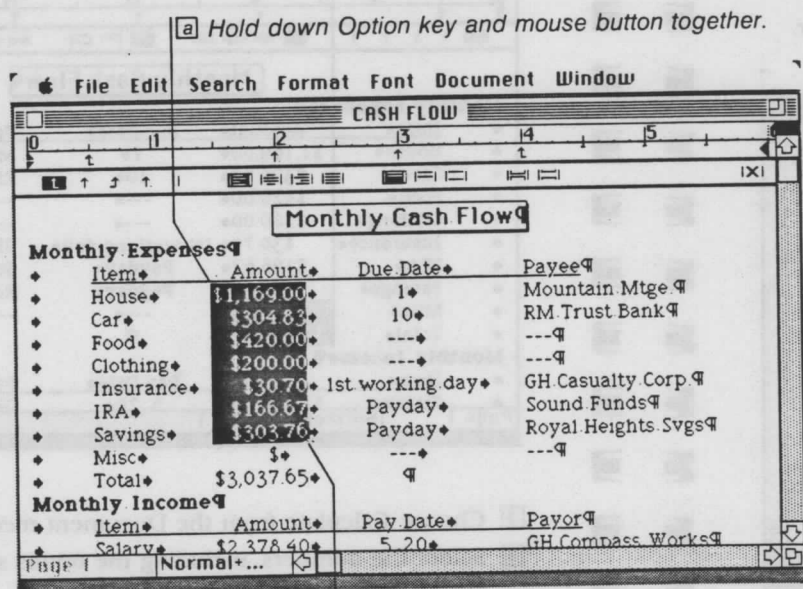 a Hold down Option key and mouse button together.
File Edit Search Format Font Document Window
CASH FLOW
0 1 2 3 4 5
Monthly Cash Flow¶
Monthly Expenses¶
Item Amount Due Date Payee¶
House $1,169.00 1 Mountain Mtge.¶
Car $304.83 10 RM Trust Bank¶
Food $420.00 --- ---¶
Clothing $200.00 --- ---¶
Insurance $30.70 1st working day GH Casualty Corp.¶
IRA $166.67 Payday Sound Funds¶
Savings $303.76 Payday Royal Heights Svgs¶
Misc $ --- ---¶
Total $3,037.65 ¶
Monthly Income¶
Item Amount Pay Date Payor¶
Salary $2,378.40 5,20 GH Compass Works¶
Page 1 Normal+...